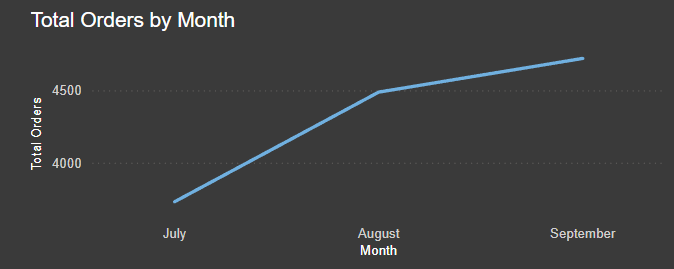 Total Orders by Month
Total Orders
4500
4000
July August September
Month